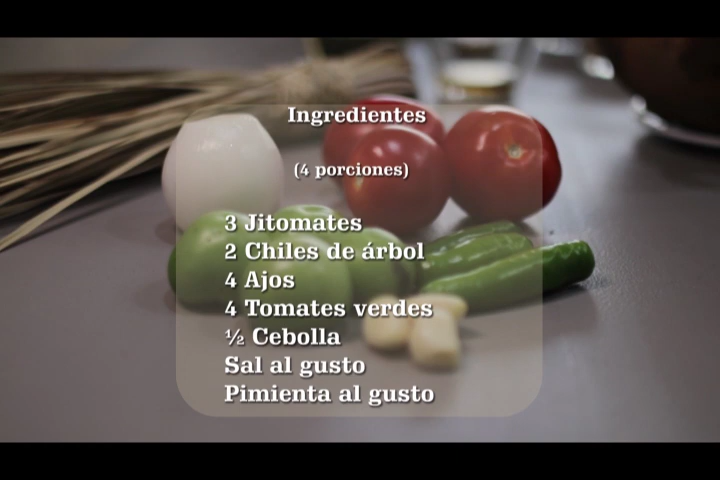 Ingredientes
(4 porciones)
3 Jitomates
2 Chiles de árbol
4 Ajos
4 Tomates verdes
½ Cebolla
Sal al gusto
Pimienta al gusto